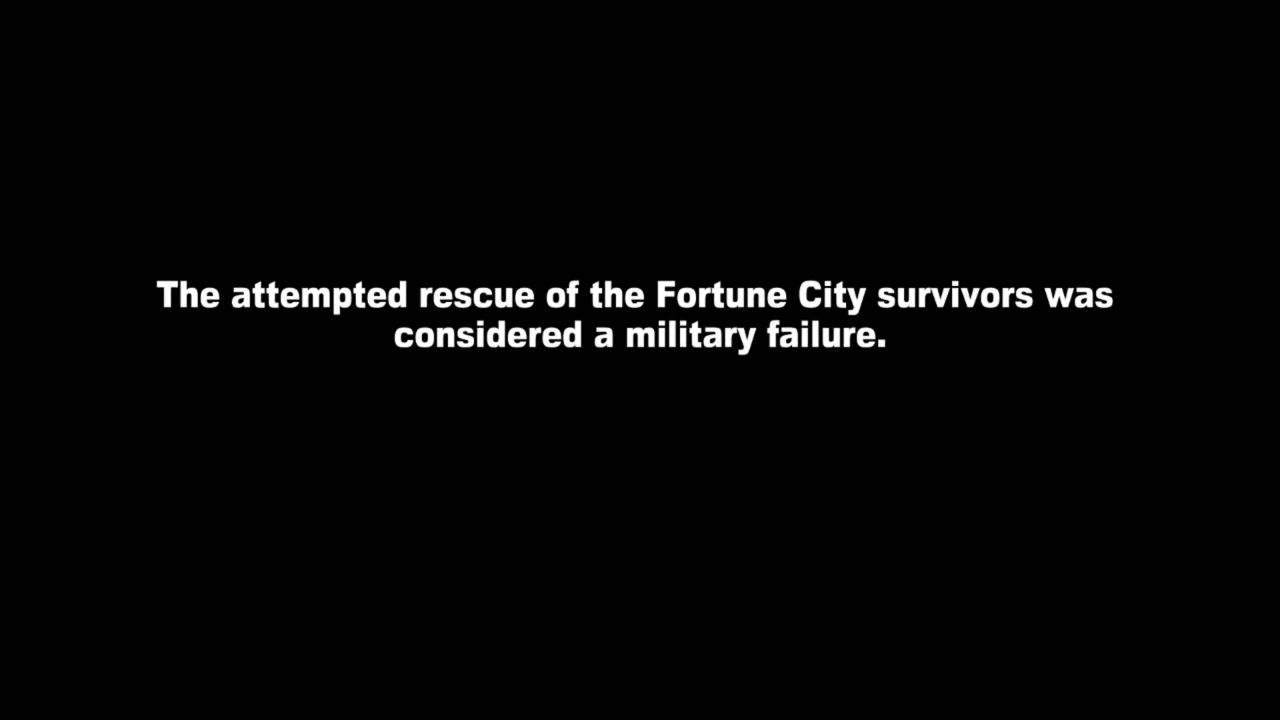 The attempted rescue of the Fortune City survivors was
considered a military failure.